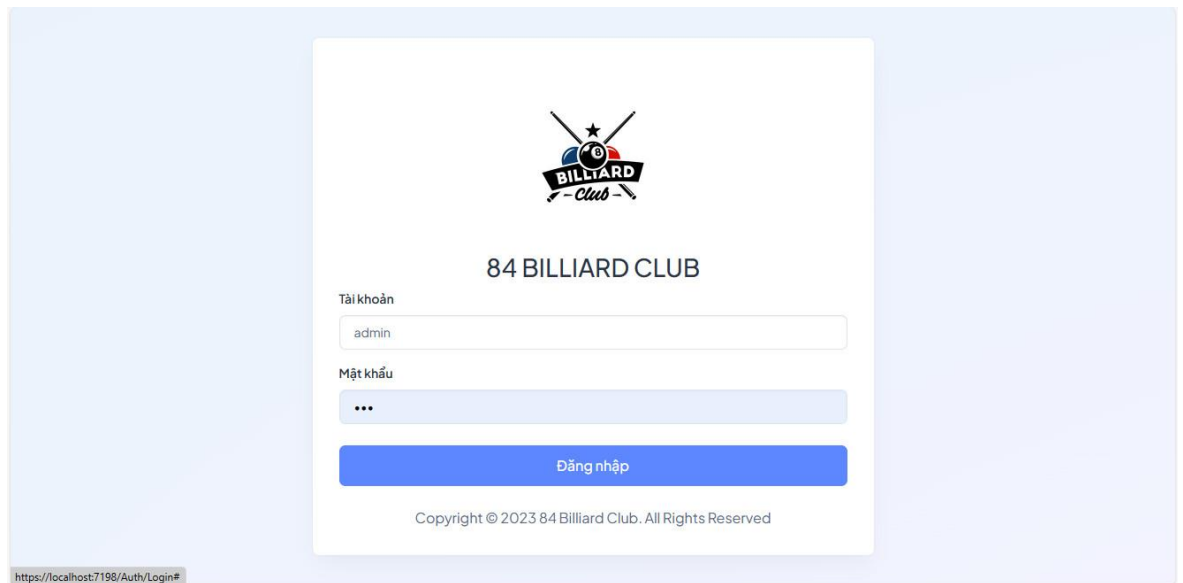 8
BILLIARD
- Club -
84 BILLIARD CLUB
Tài khoản
admin
Mật khẩu
•••
Đăng nhập
Copyright © 2023 84 Billiard Club. All Rights Reserved
https://localhost:7198/Auth/Login#